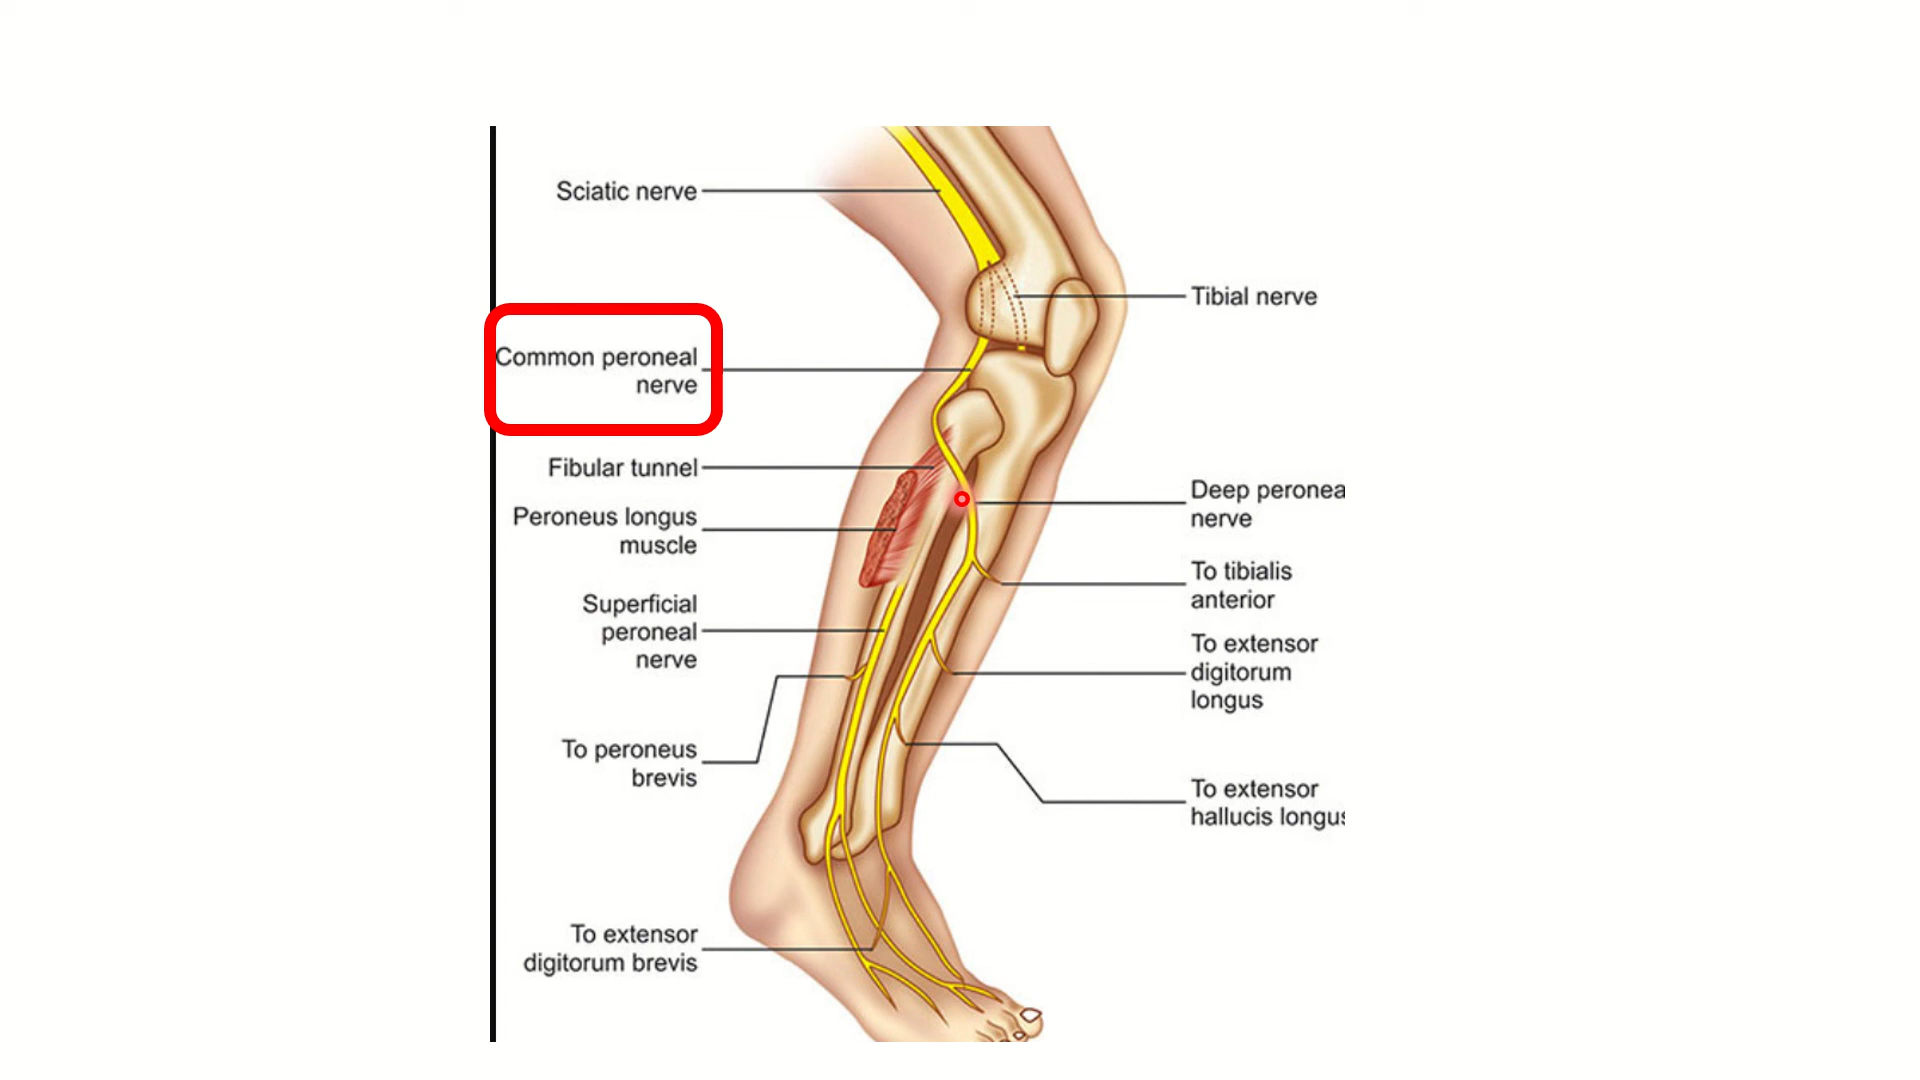 Sciatic nerve
Common peroneal
nerve
Fibular tunnel
Peroneus longus
muscle
Superficial
peroneal
nerve
To peroneus
brevis
To extensor
digitorum brevis
Tibial nerve
Deep peronea
nerve
To tibialis
anterior
To extensor
digitorum
longus
To extensor
hallucis longus